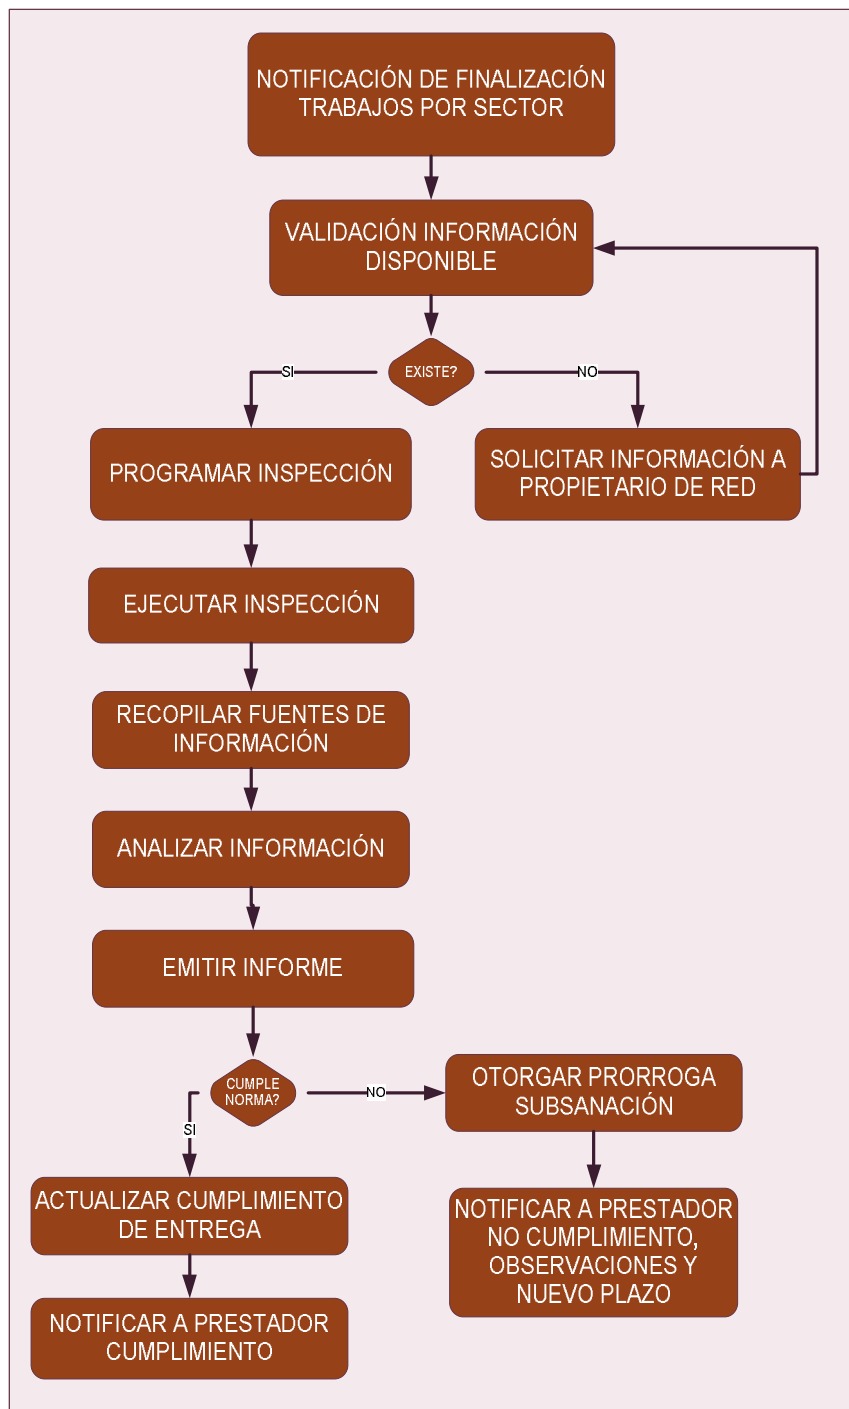 NOTIFICACIÓN DE FINALIZACIÓN
TRABAJOS POR SECTOR
VALIDACIÓN INFORMACIÓN
DISPONIBLE
EXISTE?
SI
NO
PROGRAMAR INSPECCIÓN
SOLICITAR INFORMACIÓN A
PROPIETARIO DE RED
EJECUTAR INSPECCIÓN
RECOPILAR FUENTES DE
INFORMACIÓN
ANALIZAR INFORMACIÓN
EMITIR INFORME
CUMPLE
NORMA?
NO
OTORGAR PRORROGA
SUBSANACIÓN
SI
ACTUALIZAR CUMPLIMIENTO
DE ENTREGA
NOTIFICAR A PRESTADOR
NO CUMPLIMIENTO,
OBSERVACIONES Y
NUEVO PLAZO
NOTIFICAR A PRESTADOR
CUMPLIMIENTO